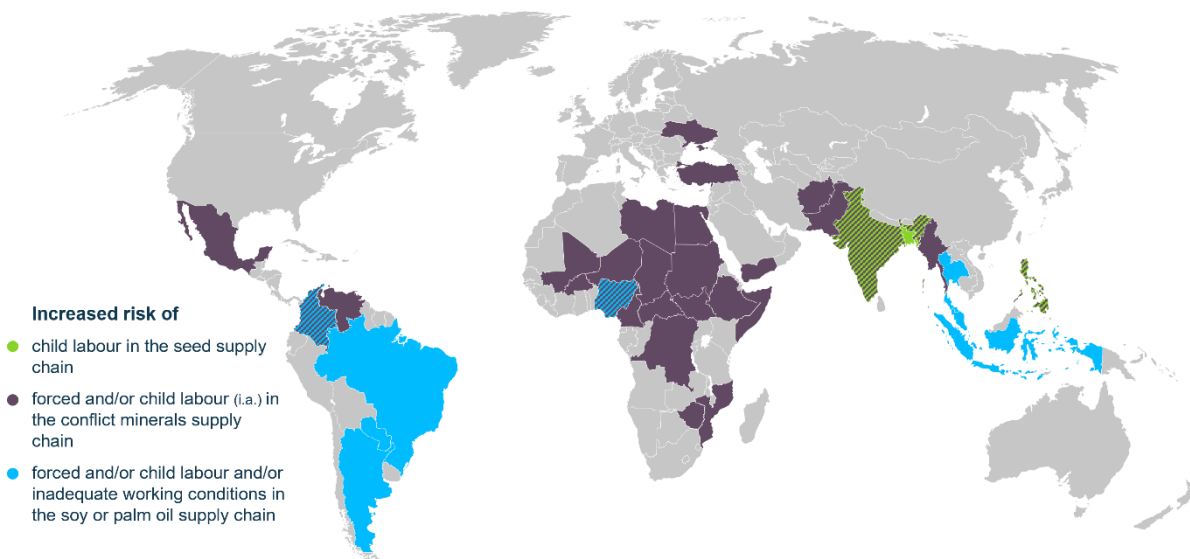 Increased risk of
child labour in the seed supply
chain
forced and/or child labour (i.a.) in
the conflict minerals supply
chain
forced and/or child labour and/or
inadequate working conditions in
the soy or palm oil supply chain